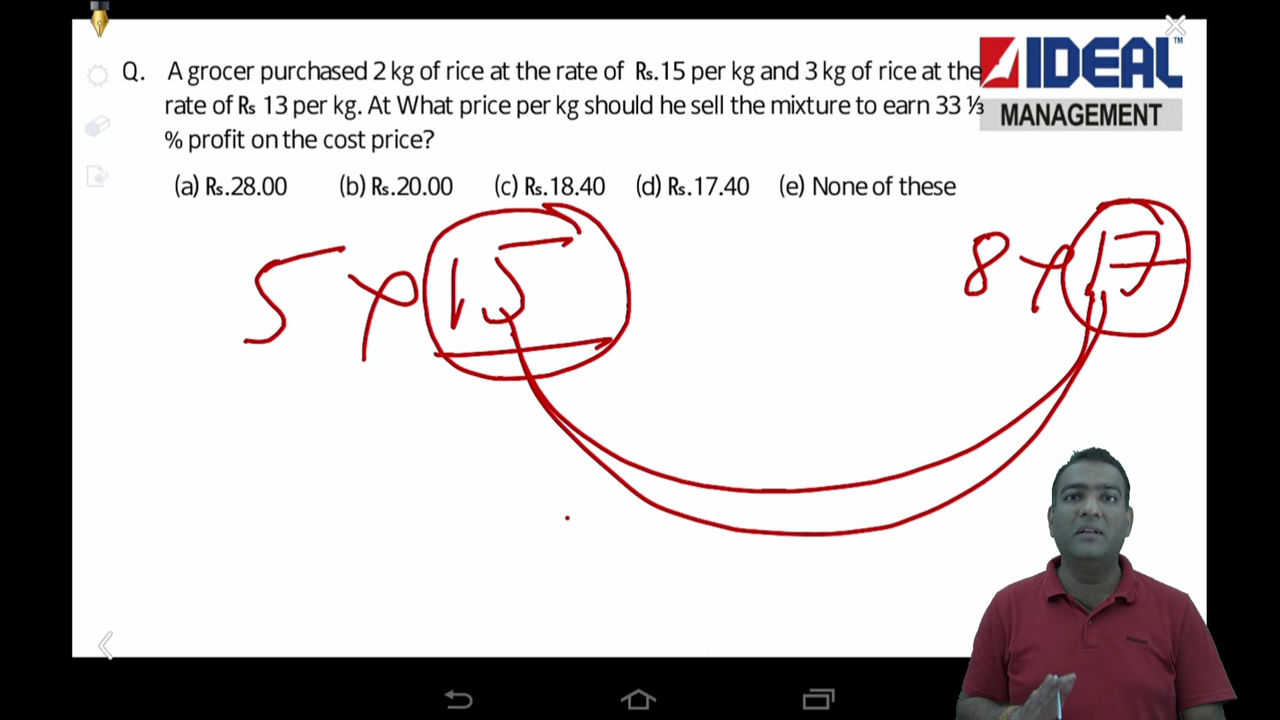 Q. A grocer purchased 2 kg of rice at the rate of Rs.15 per kg and 3 kg of rice at the
rate of Rs 13 per kg. At What price per kg should he sell the mixture to earn 33 ⅓
% profit on the cost price?
(a) Rs.28.00 (b) Rs.20.00 (c) Rs.18.40 (d) Rs.17.40 (e) None of these
IDEAL™
MANAGEMENT
5 x 15
8 x 17